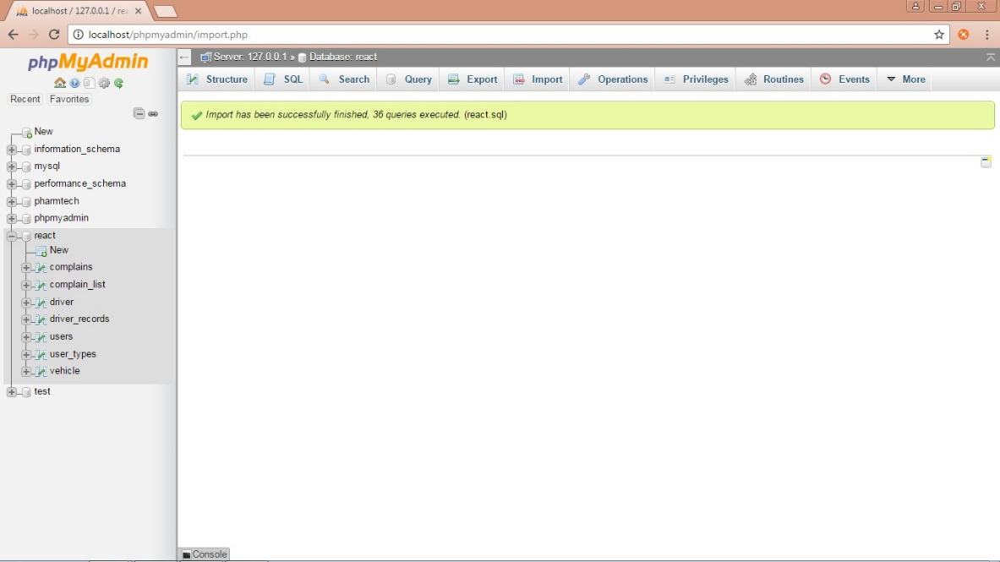 localhost / 127.0.0.1 / rea
localhost/phpmyadmin/import.php
phpMyAdmin
Recent Favorites
New
information_schema
mysql
performance_schema
pharmtech
phpmyadmin
react
New
complains
complain_list
driver
driver_records
users
user_types
vehicle
test
Server: 127.0.0.1 » Database: react
Structure SQL Search Query Export Import Operations Privileges Routines Events More
Import has been successfully finished, 36 queries executed. (react.sql)
Console